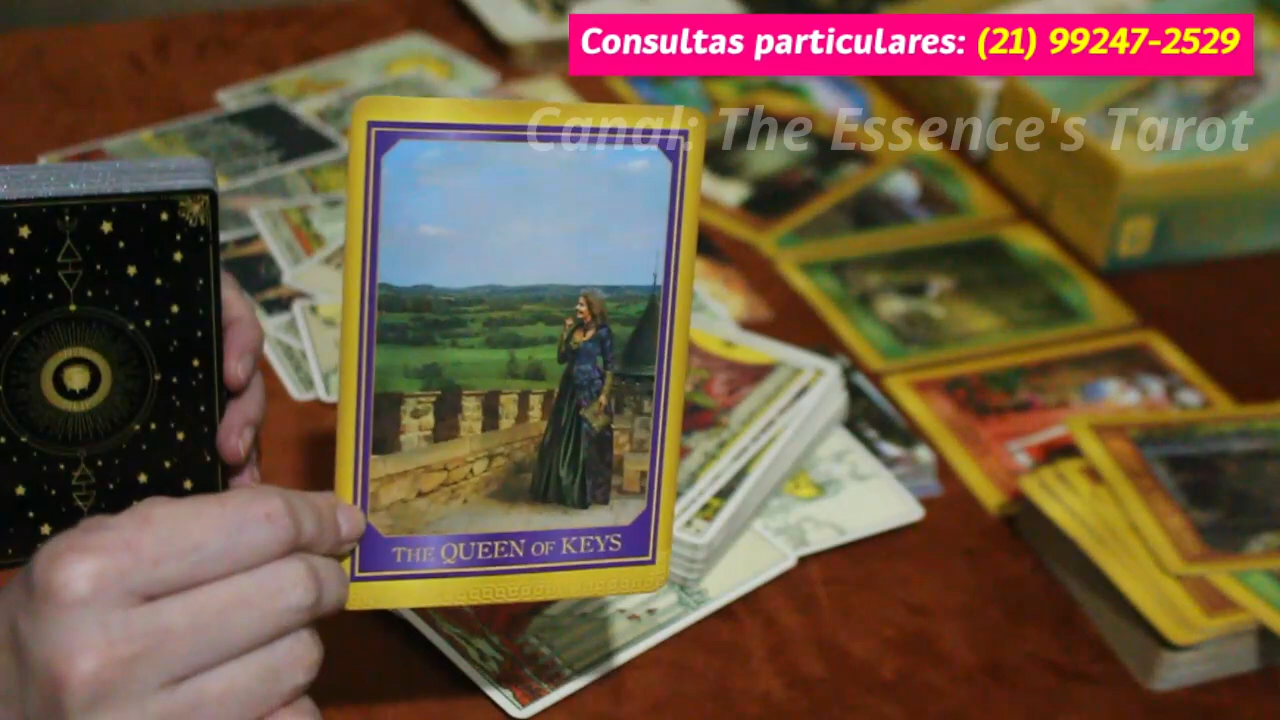 Consultas particulares: (21) 99247-2529
Canal: The Essence's Tarot
THE QUEEN OF KEYS